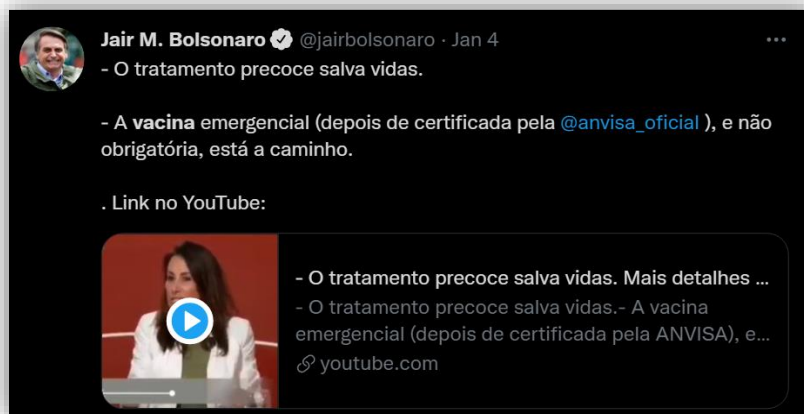 Jair M. Bolsonaro @jairbolsonaro · Jan 4
- O tratamento precoce salva vidas.
- A vacina emergencial (depois de certificada pela @anvisa_oficial ), e não
obrigatória, está a caminho.
. Link no YouTube:
- O tratamento precoce salva vidas. Mais detalhes ...
- O tratamento precoce salva vidas.- A vacina
emergencial (depois de certificada pela ANVISA), e...
youtube.com